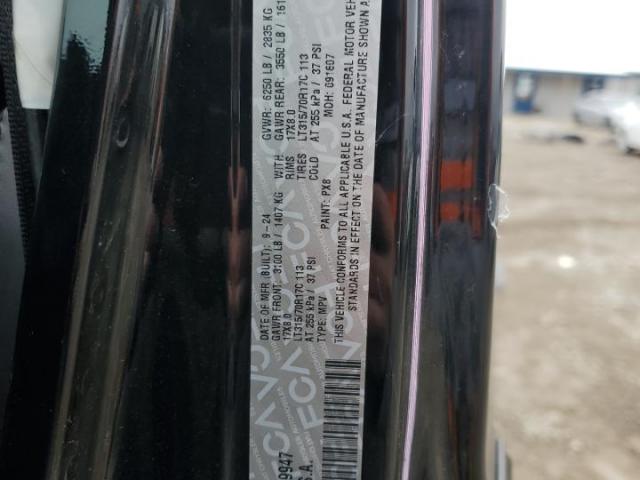 DATE OF MFR (BUILT): 9-24 GVWR: 6250 LB / 2835 KG
GAWR FRONT: 3100 LB / 1407 KG WITH GAWR REAR: 3550 LB / 161
17X8.0 RIMS 17X8.0
LT315/70R17C 113 TIRES LT315/70R17C 113
AT 255 kPa / 37 PSI COLD AT 255 kPa / 37 PSI
TYPE: MPV PAINT: PX8 MDH: 091607
THIS VEHICLE CONFORMS TO ALL APPLICABLE U.S.A. FEDERAL MOTOR VEH
STANDARDS IN EFFECT ON THE DATE OF MANUFACTURE SHOWN A
9947
S.A.